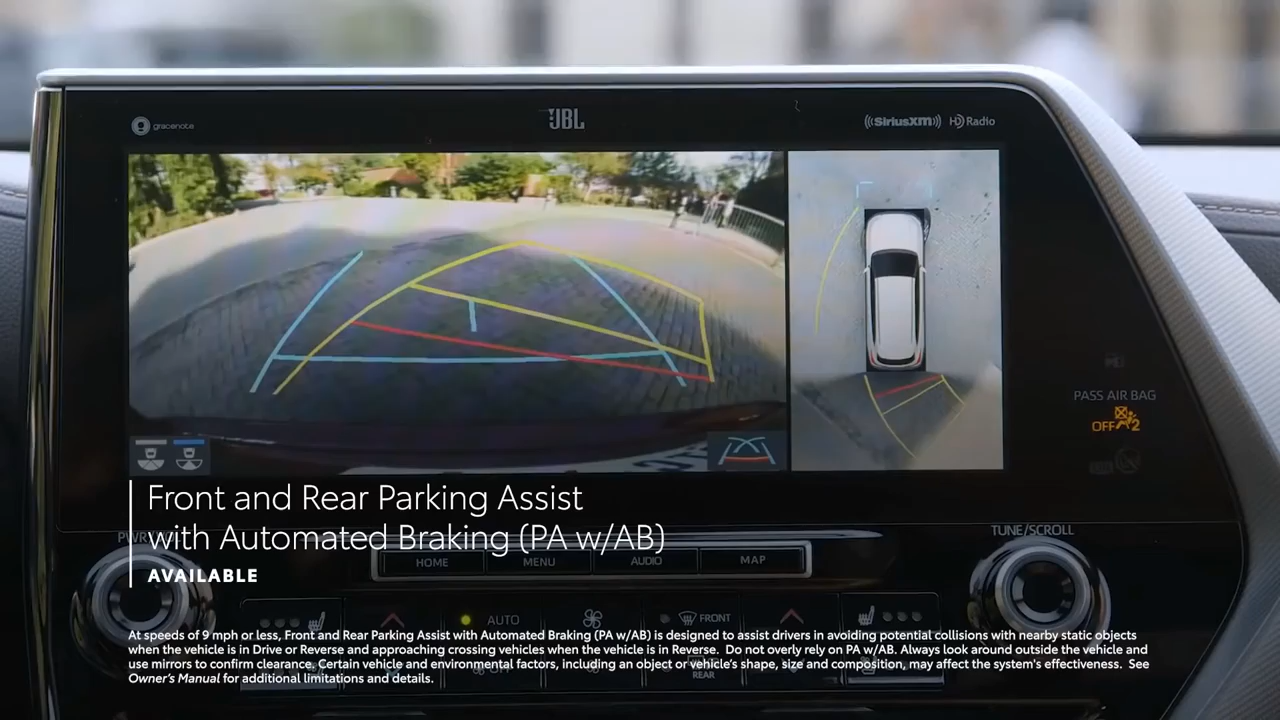 gracenote
JBL
((SiriusXM))
HD Radio
PASS AIR BAG
OFF 2
Front and Rear Parking Assist
with Automated Braking (PA w/AB)
AVAILABLE
PWR
TUNE/SCROLL
HOME
MENU
AUDIO
MAP
AUTO
FRONT
At speeds of 9 mph or less, Front and Rear Parking Assist with Automated Braking (PA w/AB) is designed to assist drivers in avoiding potential collisions with nearby static objects
when the vehicle is in Drive or Reverse and approaching crossing vehicles when the vehicle is in Reverse. Do not overly rely on PA w/AB. Always look around outside the vehicle and
use mirrors to confirm clearance. Certain vehicle and environmental factors, including an object or vehicle's shape, size and composition, may affect the system's effectiveness. See
Owner's Manual for additional limitations and details.
OFF
REAR